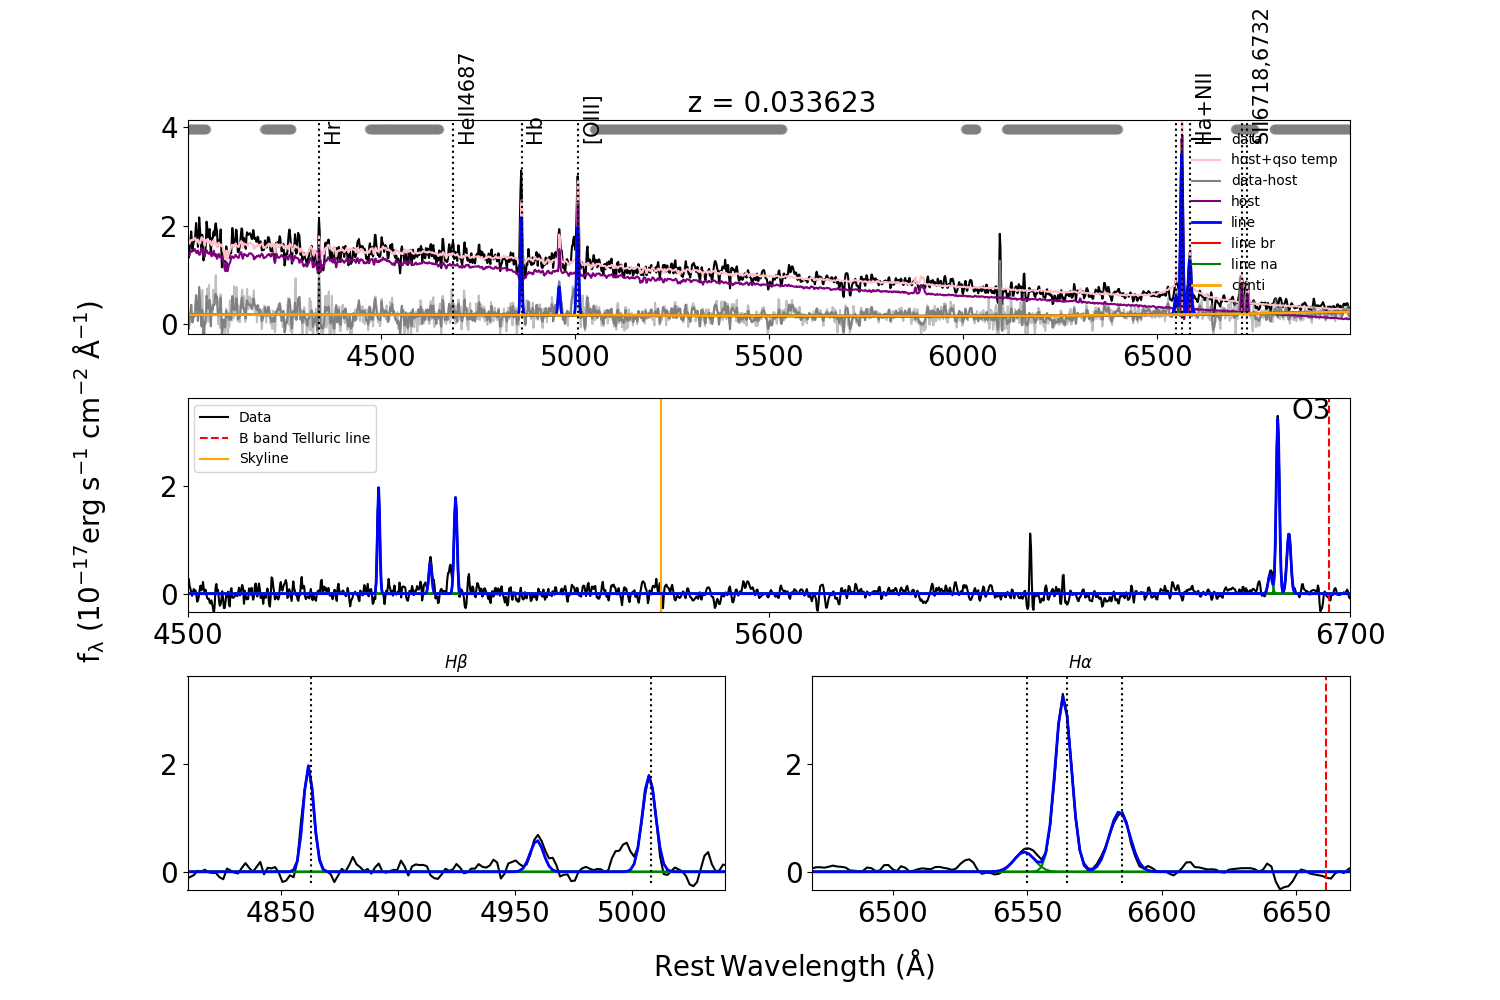 z = 0.033623
Hr
HeII4687
Hb
[OIII]
Ha+NII
SII6718,6732
data
host+qso temp
data-host
host
line
line br
line na
conti
4
2
0
4500 5000 5500 6000 6500
Data
B band Telluric line
Skyline
O3
2
0
4500 5600 6700
fλ (10−17erg s−1 cm−2 Å−1)
Hβ
2
0
4850 4900 4950 5000
Hα
2
0
6500 6550 6600 6650
Rest Wavelength (Å)